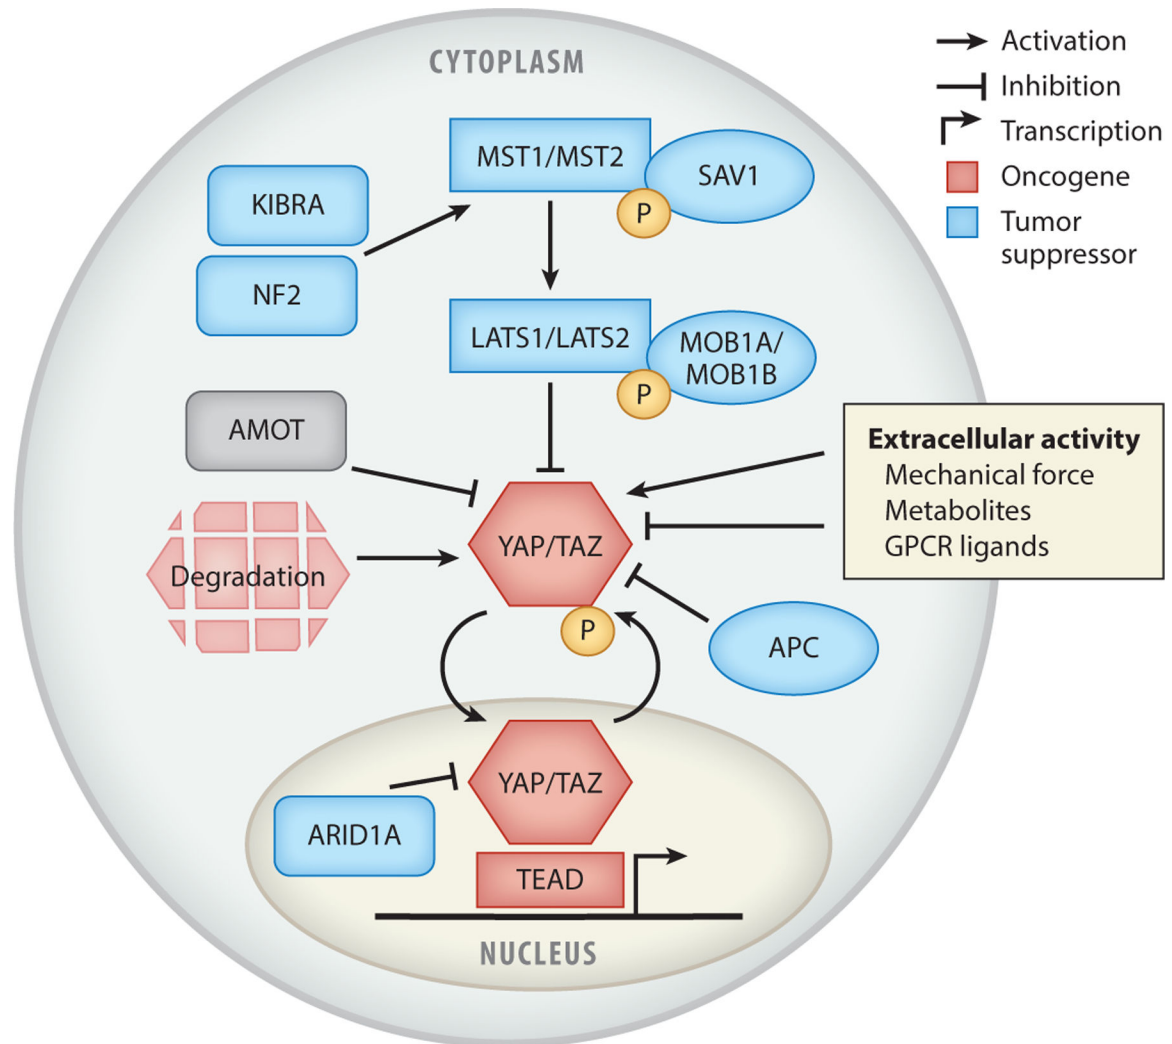 CYTOPLASM
Activation
Inhibition
Transcription
Oncogene
Tumor
suppressor
MST1/MST2
SAV1
P
KIBRA
NF2
LATS1/LATS2
MOB1A/
MOB1B
P
AMOT
Extracellular activity
Mechanical force
Metabolites
GPCR ligands
YAP/TAZ
Degradation
P
APC
YAP/TAZ
ARID1A
TEAD
NUCLEUS